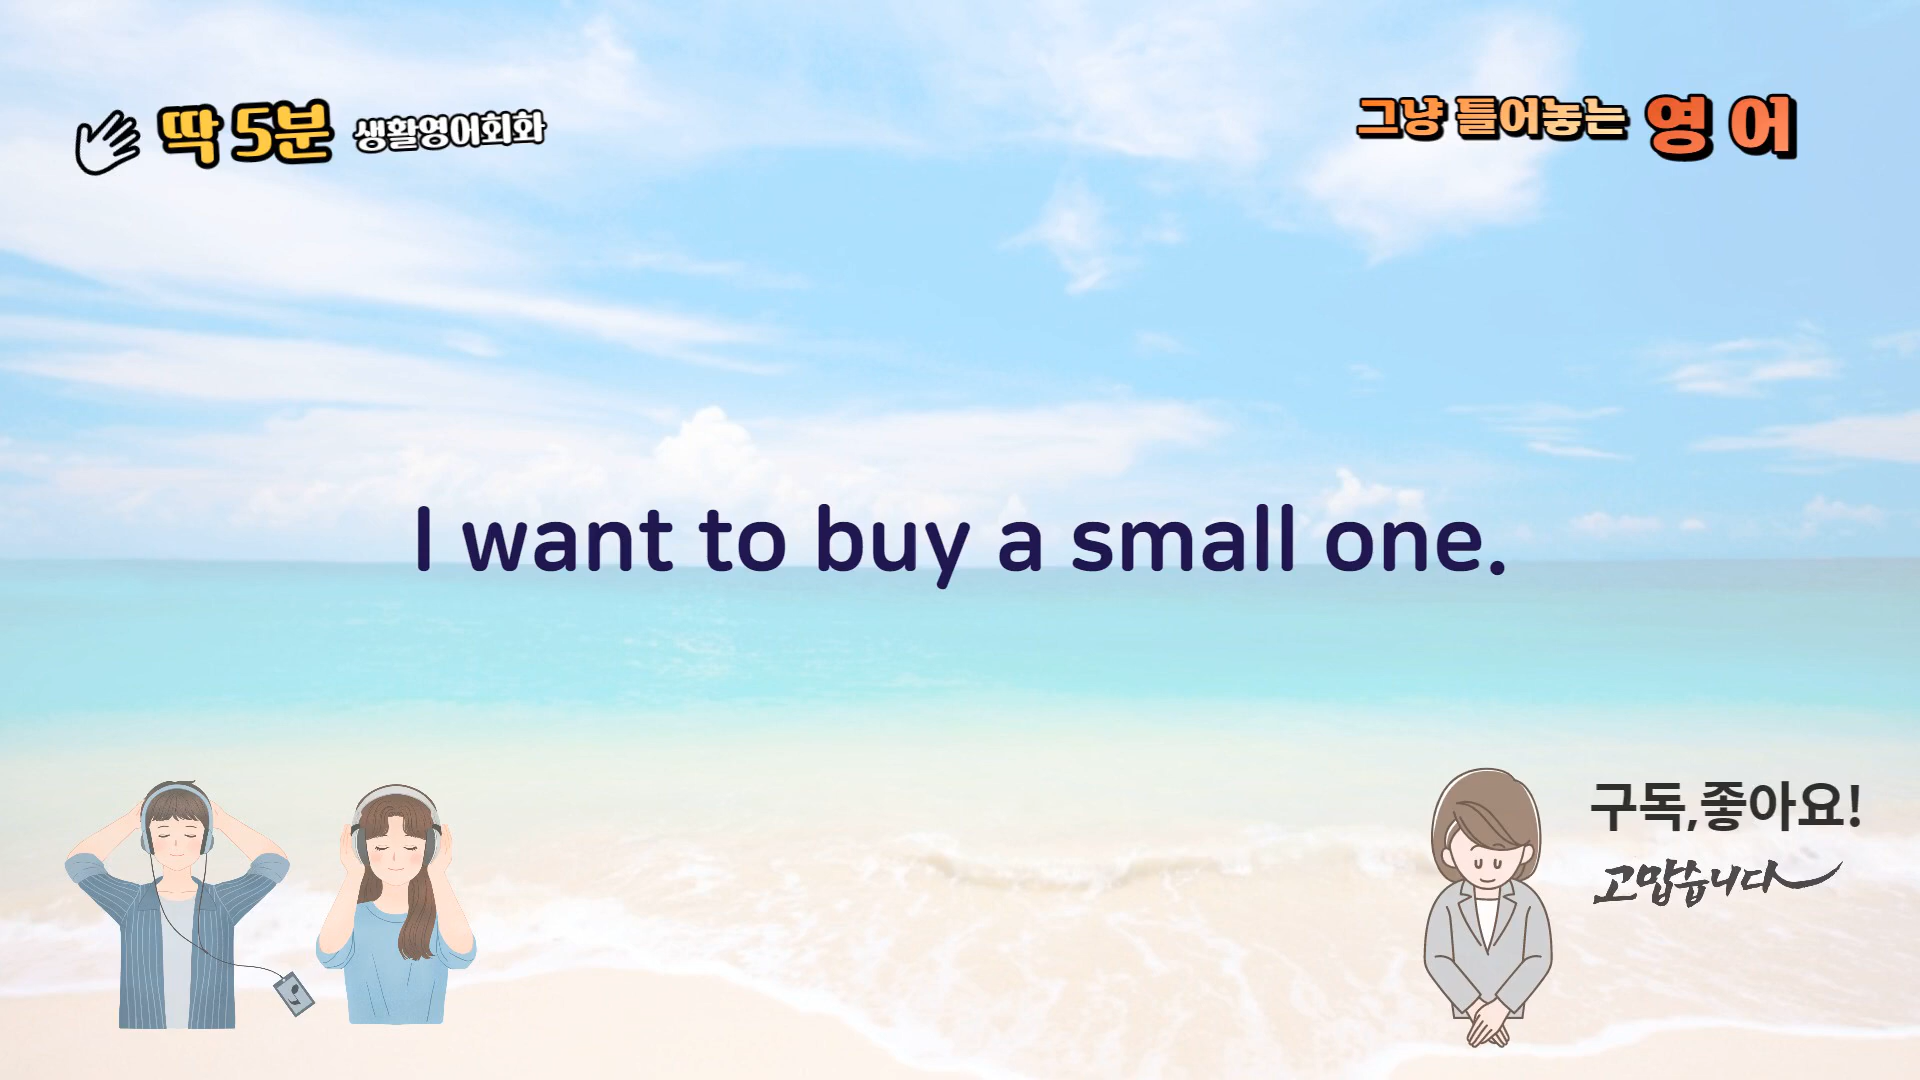 딱 5분 생활영어회화
그냥 틀어놓는 영어
I want to buy a small one.
구독,좋아요!
고맙습니다